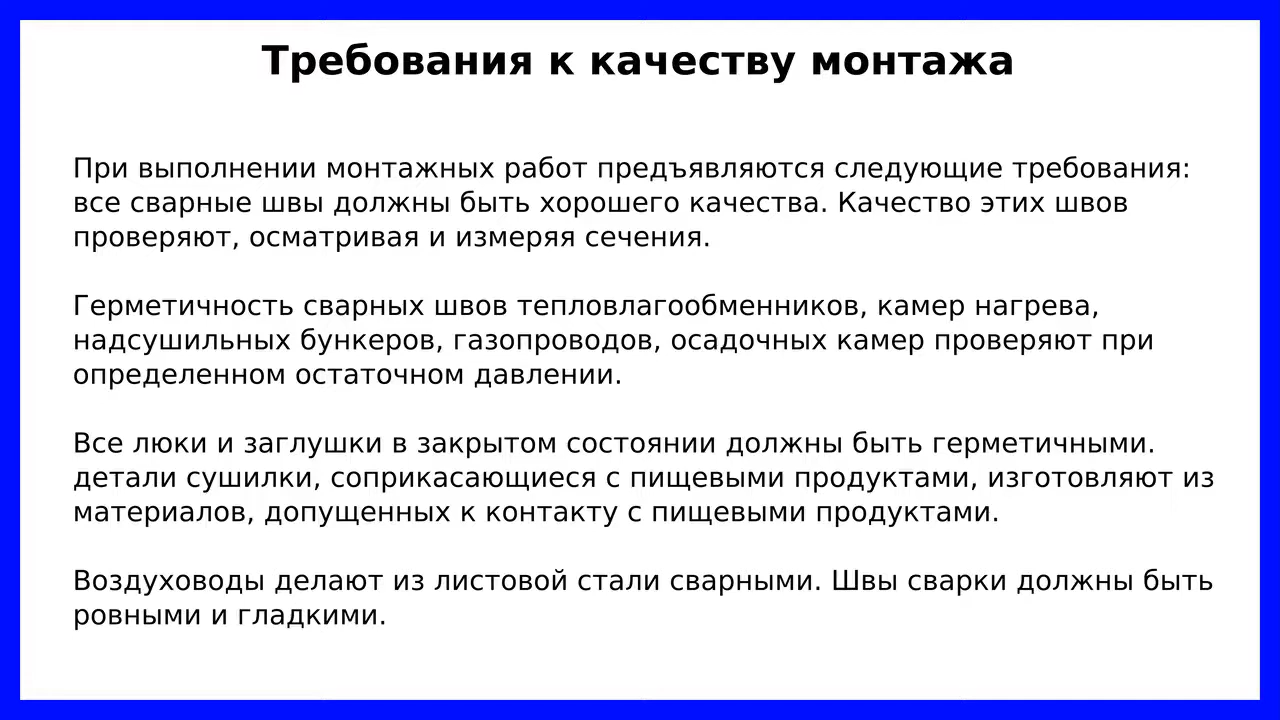 Требования к качеству монтажа
При выполнении монтажных работ предъявляются следующие требования:
все сварные швы должны быть хорошего качества. Качество этих швов
проверяют, осматривая и измеряя сечения.
Герметичность сварных швов тепловлагообменников, камер нагрева,
надсушильных бункеров, газопроводов, осадочных камер проверяют при
определенном остаточном давлении.
Все люки и заглушки в закрытом состоянии должны быть герметичными.
детали сушилки, соприкасающиеся с пищевыми продуктами, изготовляют из
материалов, допущенных к контакту с пищевыми продуктами.
Воздуховоды делают из листовой стали сварными. Швы сварки должны быть
ровными и гладкими.